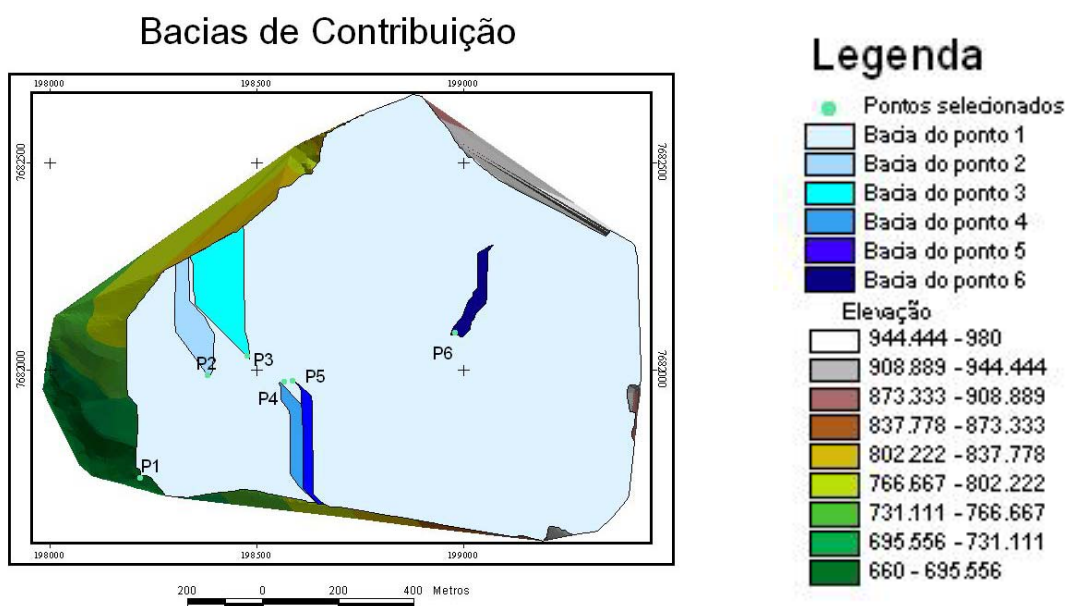 Bacias de Contribuição
198000 198500 199000
7682500 7682500
P2
P3
P6
P5
P4
7682000 7682000
P1
198000 198500 199000
200 0 200 400 Metros
Legenda
Pontos selecionados
Bacia do ponto 1
Bacia do ponto 2
Bacia do ponto 3
Bacia do ponto 4
Bacia do ponto 5
Bacia do ponto 6
Elevação
944.444 - 980
908.889 - 944.444
873.333 - 908.889
837.778 - 873.333
802.222 - 837.778
766.667 - 802.222
731.111 - 766.667
695.556 - 731.111
660 - 695.556